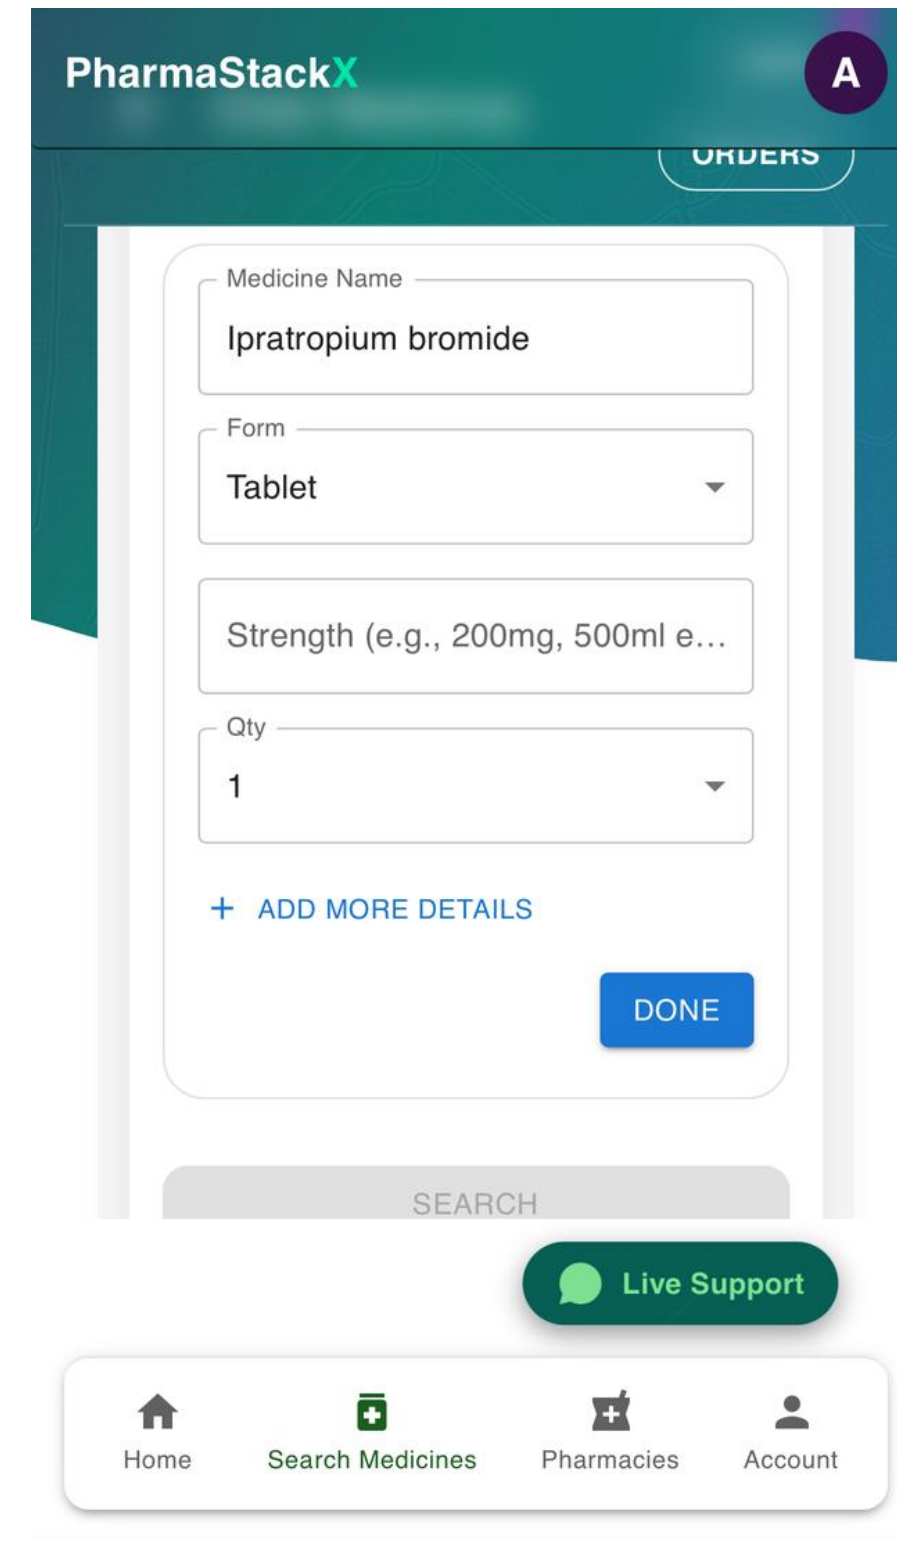 PharmaStackX
A
ORDERS
Medicine Name
Ipratropium bromide
Form
Tablet
Strength (e.g., 200mg, 500ml e...
Qty
1
+ ADD MORE DETAILS
DONE
SEARCH
Live Support
Home
Search Medicines
Pharmacies
Account